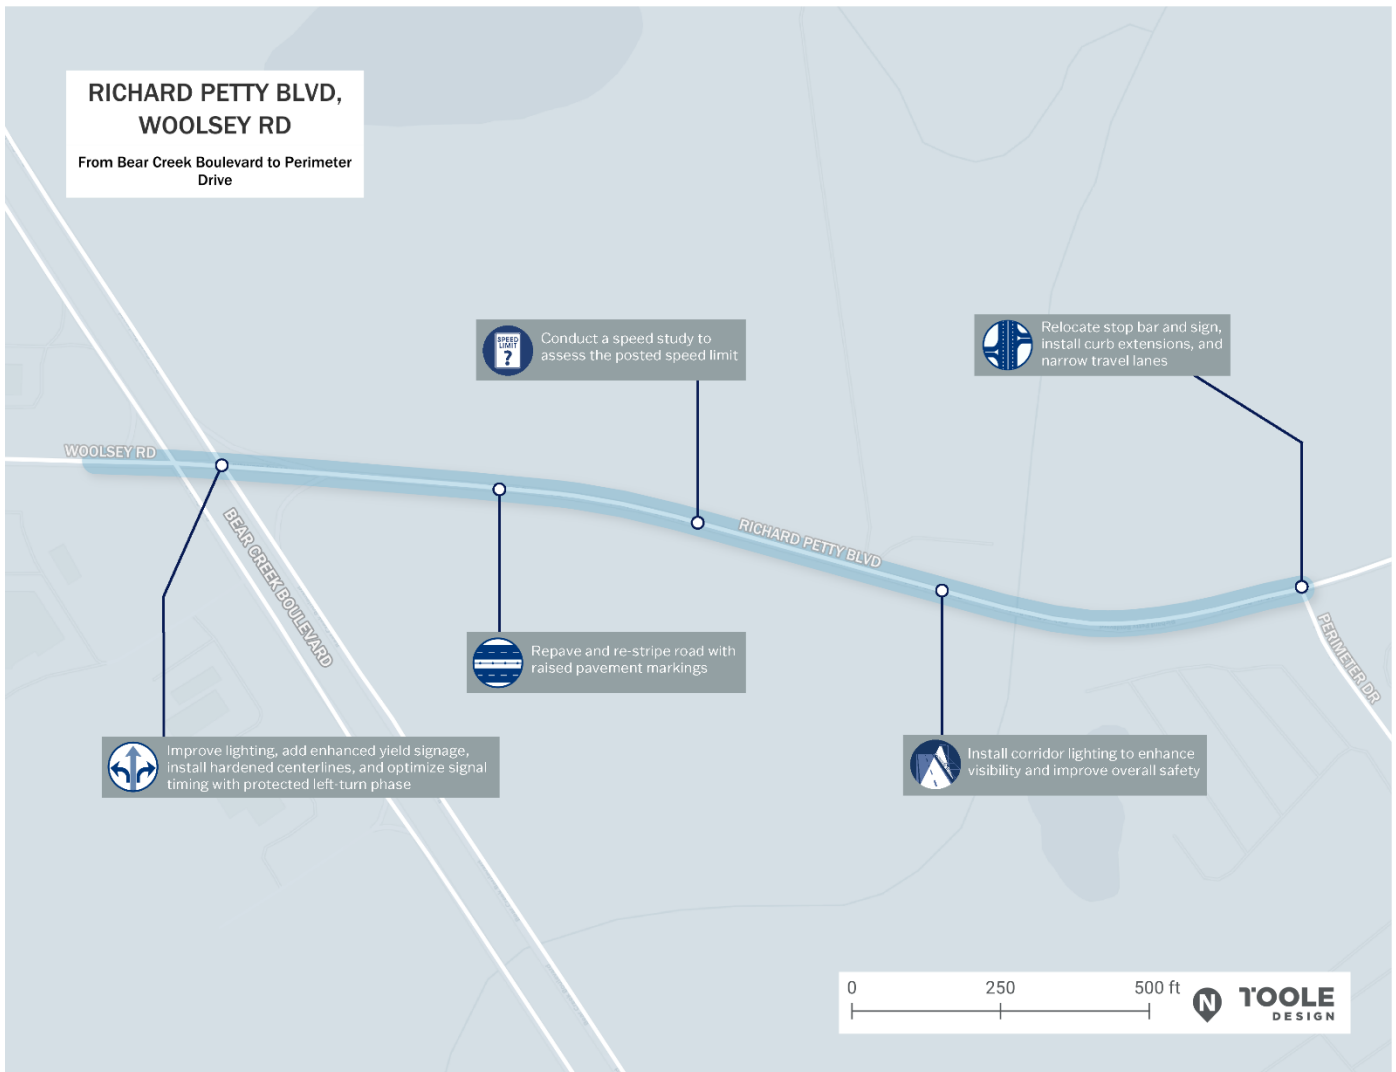 RICHARD PETTY BLVD,
WOOLSEY RD
From Bear Creek Boulevard to Perimeter
Drive
SPEED
LIMIT
?
Conduct a speed study to
assess the posted speed limit
Relocate stop bar and sign,
install curb extensions, and
narrow travel lanes
WOOLSEY RD
BEAR CREEK BOULEVARD
RICHARD PETTY BLVD
PERIMETER DR
Repave and re-stripe road with
raised pavement markings
Improve lighting, add enhanced yield signage,
install hardened centerlines, and optimize signal
timing with protected left-turn phase
Install corridor lighting to enhance
visibility and improve overall safety
0 250 500 ft
N
TOOLE
DESIGN